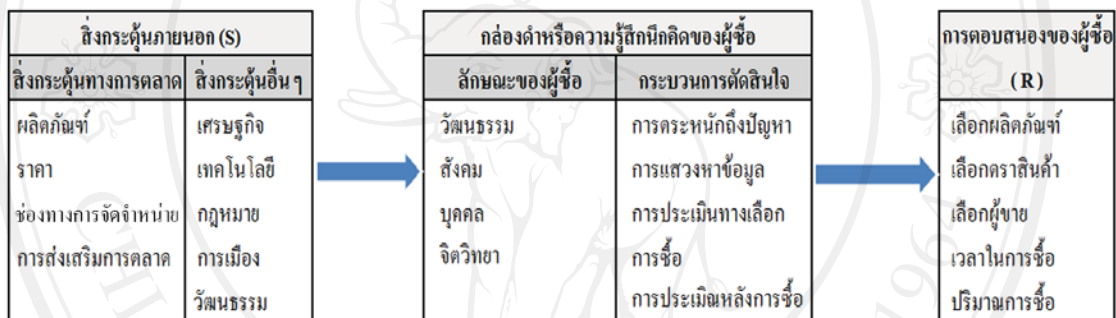 สิ่งกระตุ้นภายนอก (S)
สิ่งกระตุ้นทางการตลาด
สิ่งกระตุ้นอื่น ๆ
ผลิตภัณฑ์
เศรษฐกิจ
ราคา
เทคโนโลยี
ช่องทางการจัดจำหน่าย
กฎหมาย
การส่งเสริมการตลาด
การเมือง
วัฒนธรรม
กล่องดำหรือความรู้สึกนึกคิดของผู้ซื้อ
ลักษณะของผู้ซื้อ
กระบวนการตัดสินใจ
วัฒนธรรม
การตระหนักถึงปัญหา
สังคม
การแสวงหาข้อมูล
บุคคล
การประเมินทางเลือก
จิตวิทยา
การซื้อ
การประเมิณหลังการซื้อ
การตอบสนองของผู้ซื้อ
(R)
เลือกผลิตภัณฑ์
เลือกตราสินค้า
เลือกผู้ขาย
เวลาในการซื้อ
ปริมาณการซื้อ
CHI
1964